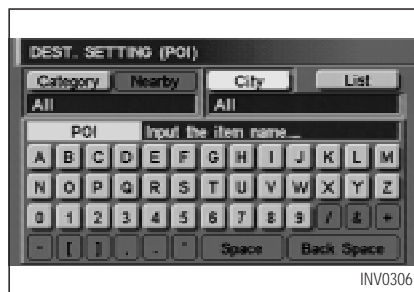 DEST. SETTING (POI)
Category Nearby City List
All All
POI Input the item name._
A B C D E F G H I J K L M
N O P Q R S T U V W X Y Z
0 1 2 3 4 5 6 7 8 9 / & +
- [ ] , . ' Space Back Space
INV0306